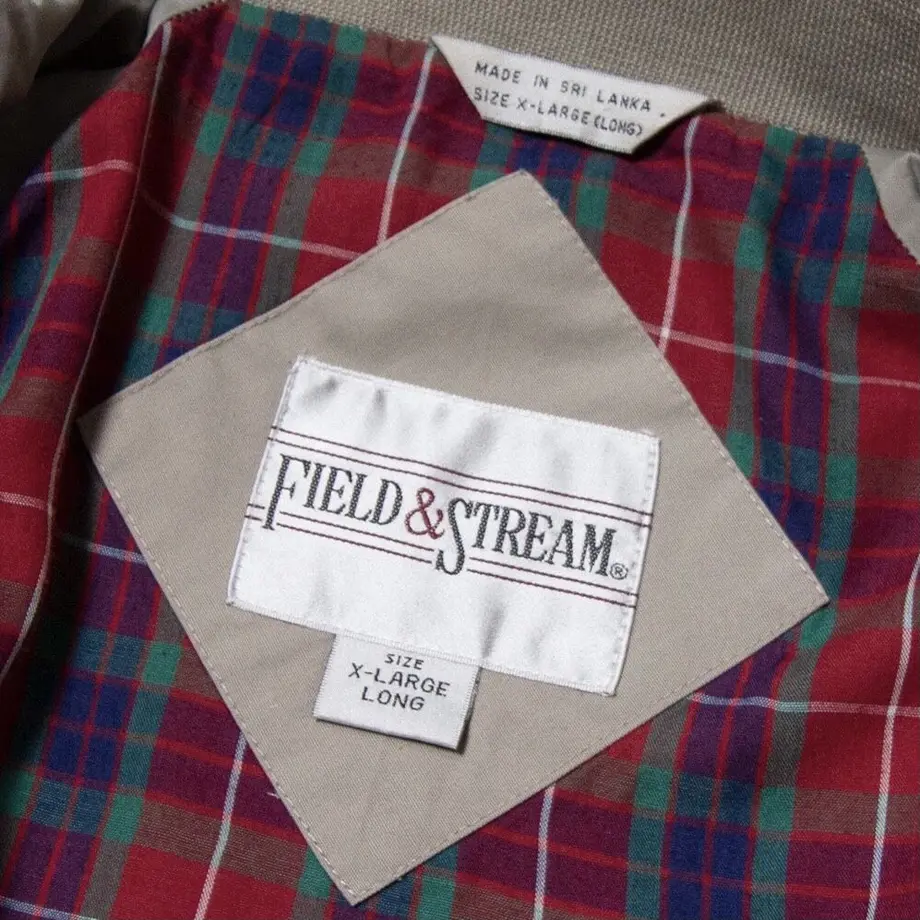 MADE IN SRI LANKA
SIZE X-LARGE (LONG)
FIELD & STREAM®
SIZE
X-LARGE
LONG